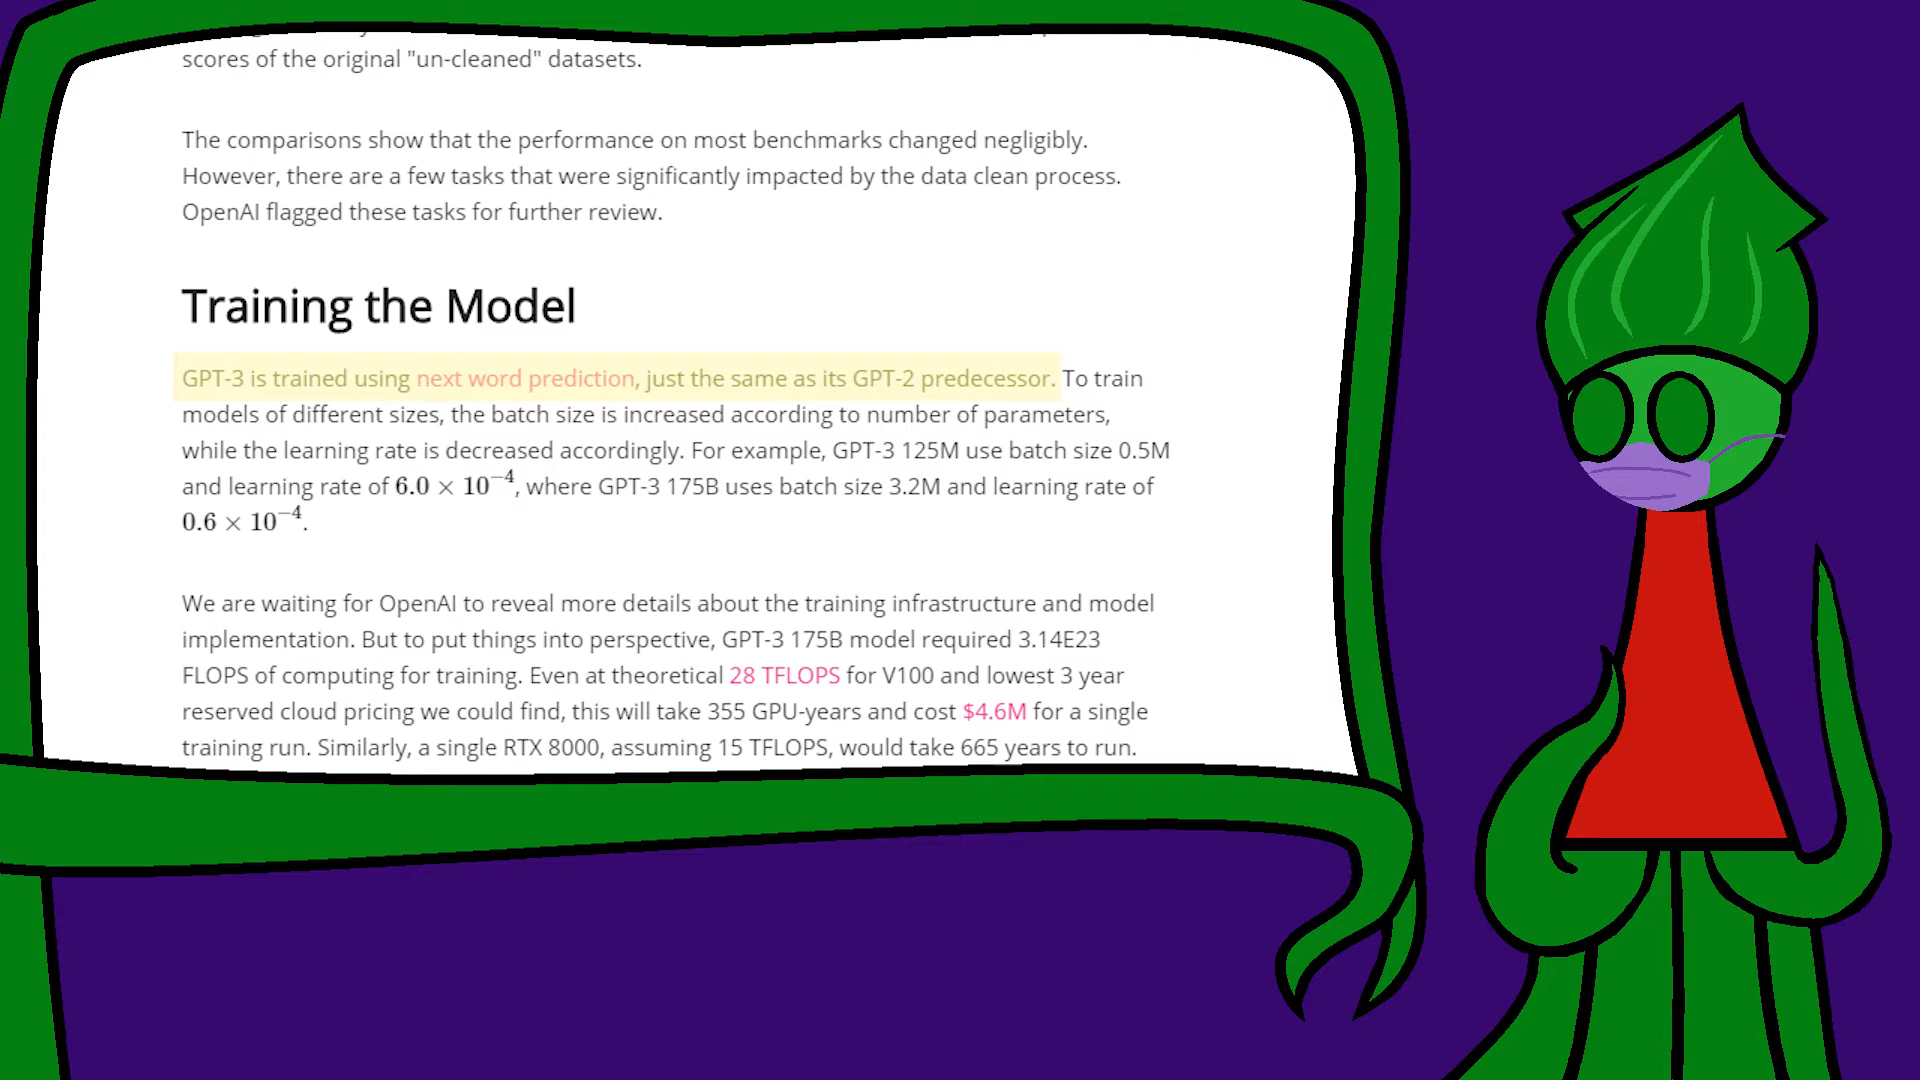 scores of the original "un-cleaned" datasets.
The comparisons show that the performance on most benchmarks changed negligibly.
However, there are a few tasks that were significantly impacted by the data clean process.
OpenAI flagged these tasks for further review.
Training the Model
GPT-3 is trained using next word prediction, just the same as its GPT-2 predecessor. To train
models of different sizes, the batch size is increased according to number of parameters,
while the learning rate is decreased accordingly. For example, GPT-3 125M use batch size 0.5M
and learning rate of 6.0 × 10⁻⁴, where GPT-3 175B uses batch size 3.2M and learning rate of
0.6 × 10⁻⁴.
We are waiting for OpenAI to reveal more details about the training infrastructure and model
implementation. But to put things into perspective, GPT-3 175B model required 3.14E23
FLOPS of computing for training. Even at theoretical 28 TFLOPS for V100 and lowest 3 year
reserved cloud pricing we could find, this will take 355 GPU-years and cost $4.6M for a single
training run. Similarly, a single RTX 8000, assuming 15 TFLOPS, would take 665 years to run.